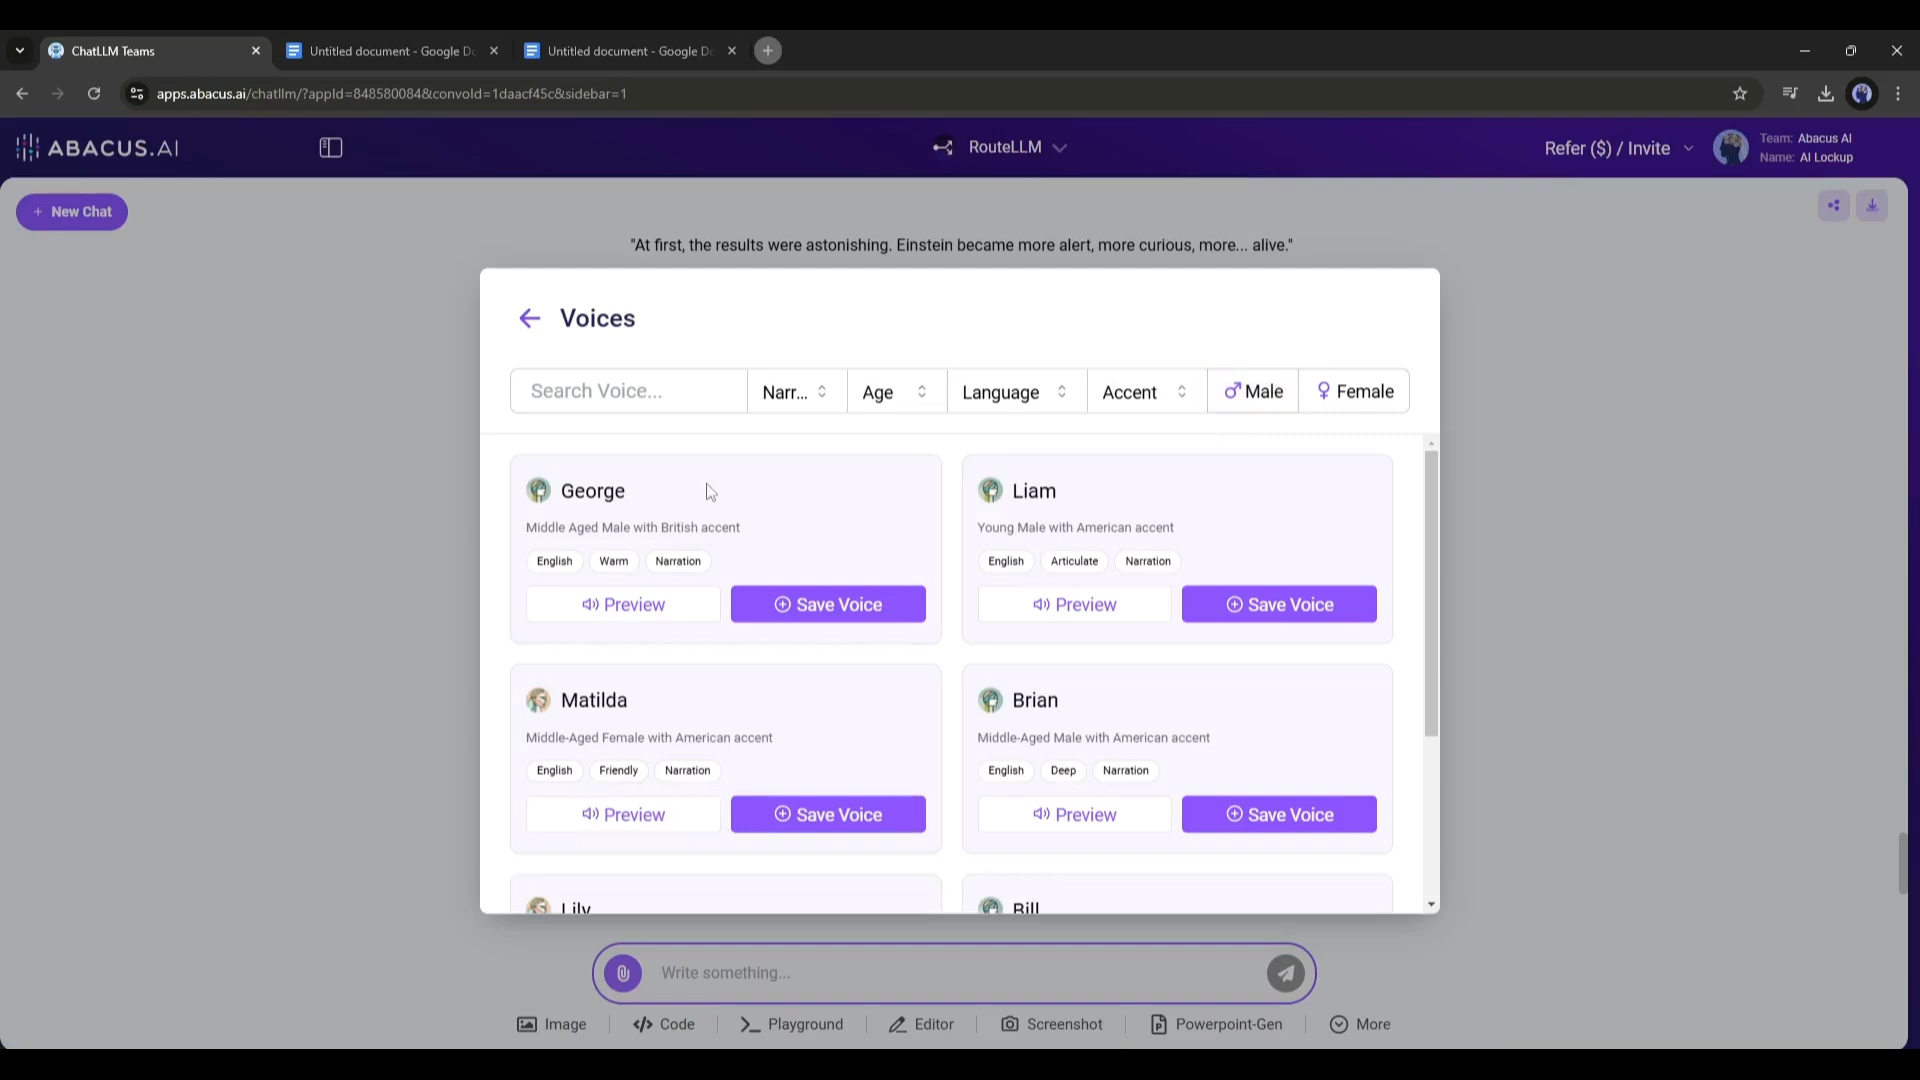 ChatLLM Teams
Untitled document - Google Do
Untitled document - Google Do
apps.abacus.ai/chatllm/?appId=848580084&convoId=1daacf45c&sidebar=1
ABACUS.AI
RouteLLM
Refer ($) / Invite
Team: Abacus AI
Name: AI Lockup
+ New Chat
"At first, the results were astonishing. Einstein became more alert, more curious, more... alive."
Voices
Search Voice... Narr... Age Language Accent Male Female
George
Middle Aged Male with British accent
English Warm Narration
Preview Save Voice
Liam
Young Male with American accent
English Articulate Narration
Preview Save Voice
Matilda
Middle-Aged Female with American accent
English Friendly Narration
Preview Save Voice
Brian
Middle-Aged Male with American accent
English Deep Narration
Preview Save Voice
Lily
Bill
Write something...
Image Code Playground Editor Screenshot Powerpoint-Gen More